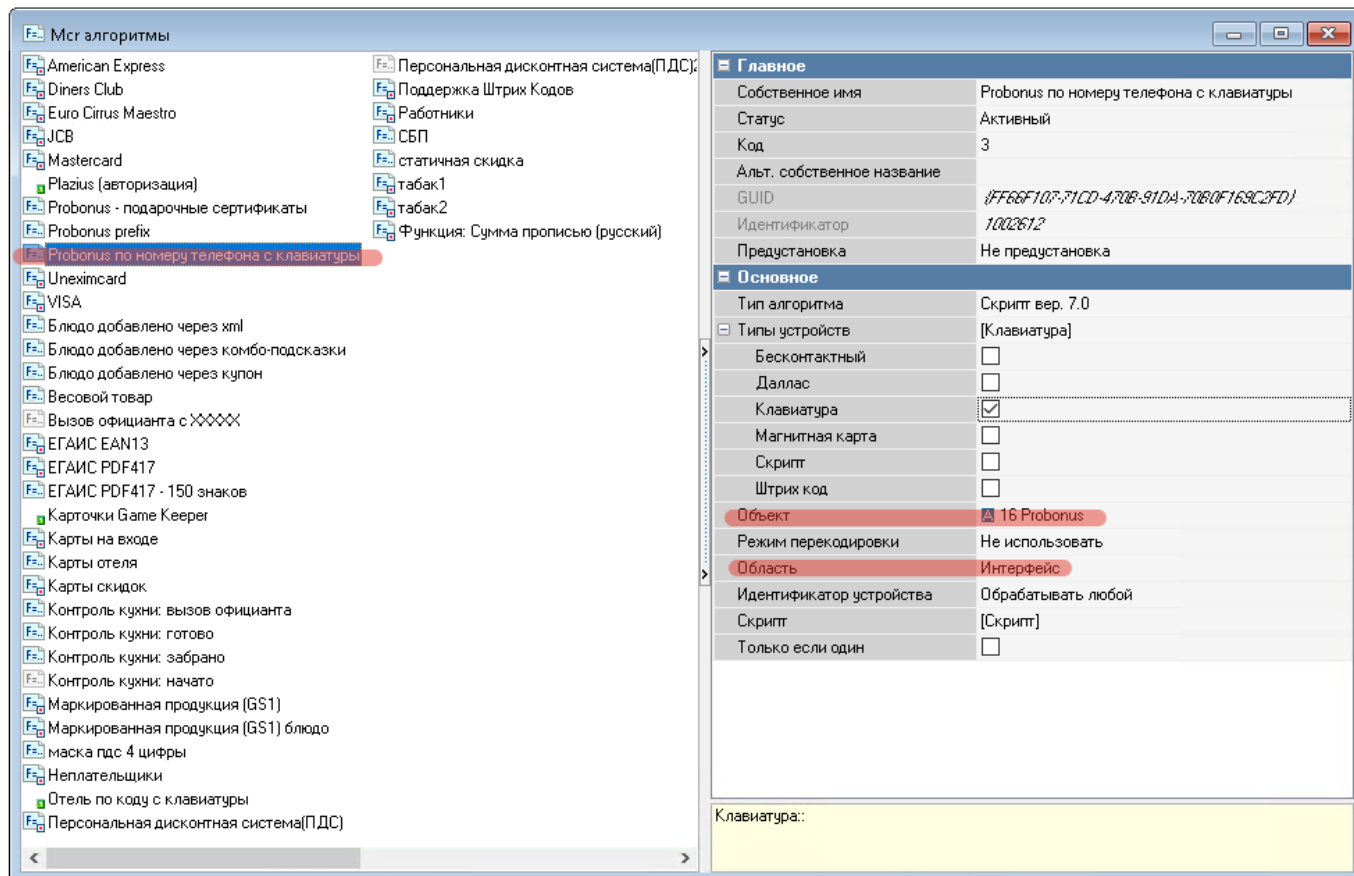 Mcr алгоритмы
American Express
Diners Club
Euro Cirrus Maestro
JCB
Mastercard
Plazius (авторизация)
Probonus - подарочные сертификаты
Probonus prefix
Probonus по номеру телефона с клавиатуры
Uneximcard
VISA
Блюдо добавлено через xml
Блюдо добавлено через комбо-подсказки
Блюдо добавлено через купон
Весовой товар
Вызов официанта с XXXXX
ЕГАИС EAN13
ЕГАИС PDF417
ЕГАИС PDF417 - 150 знаков
Карточки Game Keeper
Карты на входе
Карты отеля
Карты скидок
Контроль кухни: вызов официанта
Контроль кухни: готово
Контроль кухни: забрано
Контроль кухни: начато
Маркированная продукция (GS1)
Маркированная продукция (GS1) блюдо
маска пдс 4 цифры
Неплательщики
Отель по коду с клавиатуры
Персональная дисконтная система(ПДС)
Персональная дисконтная система(ПДС)2
Поддержка Штрих Кодов
Работники
СБП
статичная скидка
табак1
табак2
Функция: Сумма прописью (русский)
Главное
Собственное имя Probonus по номеру телефона с клавиатуры
Статус Активный
Код 3
Альт. собственное название
GUID {FF66F107-71CD-470B-91DA-70B0F169C2FD}
Идентификатор 1002612
Предустановка Не предустановка
Основное
Тип алгоритма Скрипт вер. 7.0
Типы устройств [Клавиатура]
Бесконтактный
Даллас
Клавиатура
Магнитная карта
Скрипт
Штрих код
Объект 16 Probonus
Режим перекодировки Не использовать
Область Интерфейс
Идентификатор устройства Обрабатывать любой
Скрипт [Скрипт]
Только если один
Клавиатура::